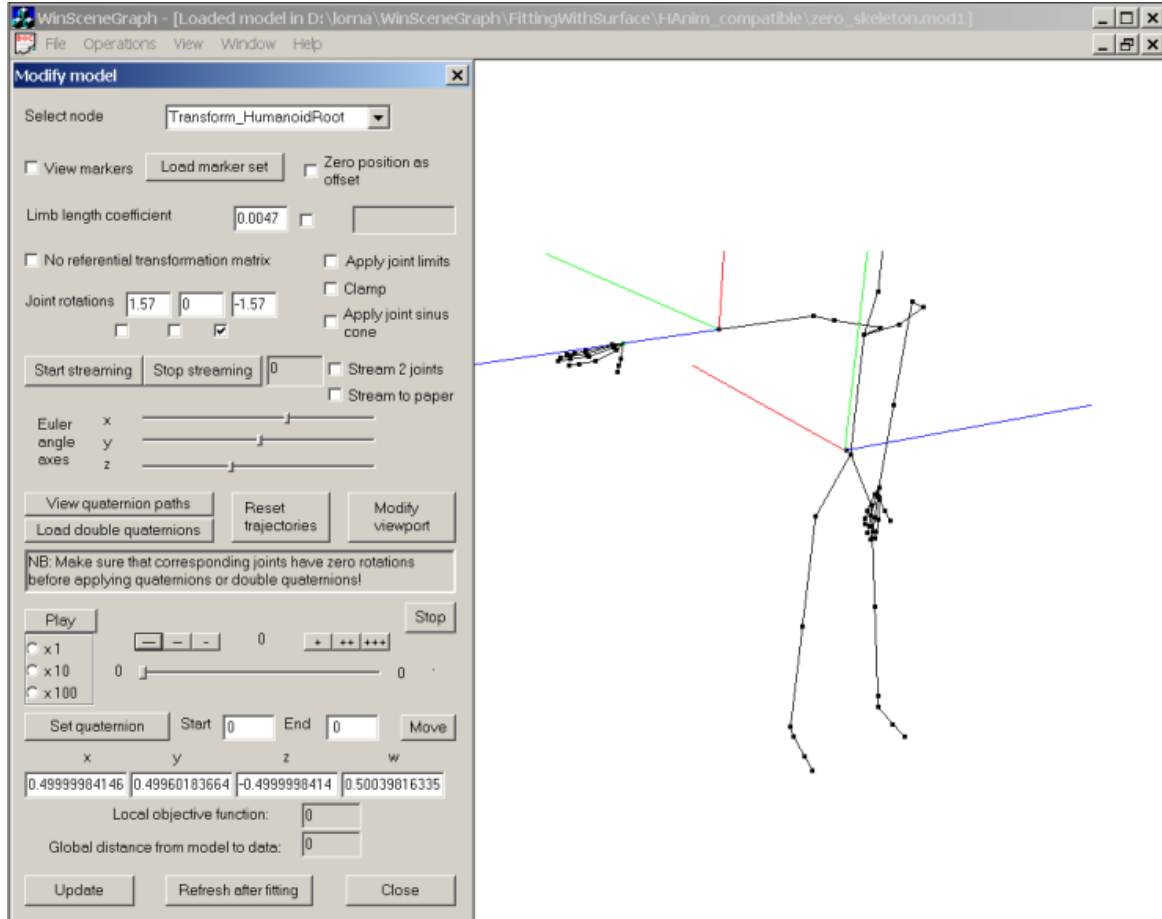 WinSceneGraph - [Loaded model in D:\lorna\WinSceneGraph\FittingWithSurface\HAnim_compatible\zero_skeleton.mod1]
File Operations View Window Help
Modify model
Select node Transform_HumanoidRoot
View markers Load marker set Zero position as
offset
Limb length coefficient 0.0047
No referential transformation matrix Apply joint limits
Clamp
Joint rotations 1.57 0 -1.57
Apply joint sinus
cone
Start streaming Stop streaming 0 Stream 2 joints
Stream to paper
Euler
angle
axes
x
y
z
View quaternion paths
Load double quaternions
Reset
trajectories
Modify
viewport
NB: Make sure that corresponding joints have zero rotations
before applying quaternions or double quaternions!
Play Stop
--- -- - 0 + ++ +++
x1
x10 0 0
x100
Set quaternion Start 0 End 0 Move
x y z w
0.49999984146 0.49960183664 -0.4999998414 0.50039816335
Local objective function: 0
Global distance from model to data: 0
Update Refresh after fitting Close